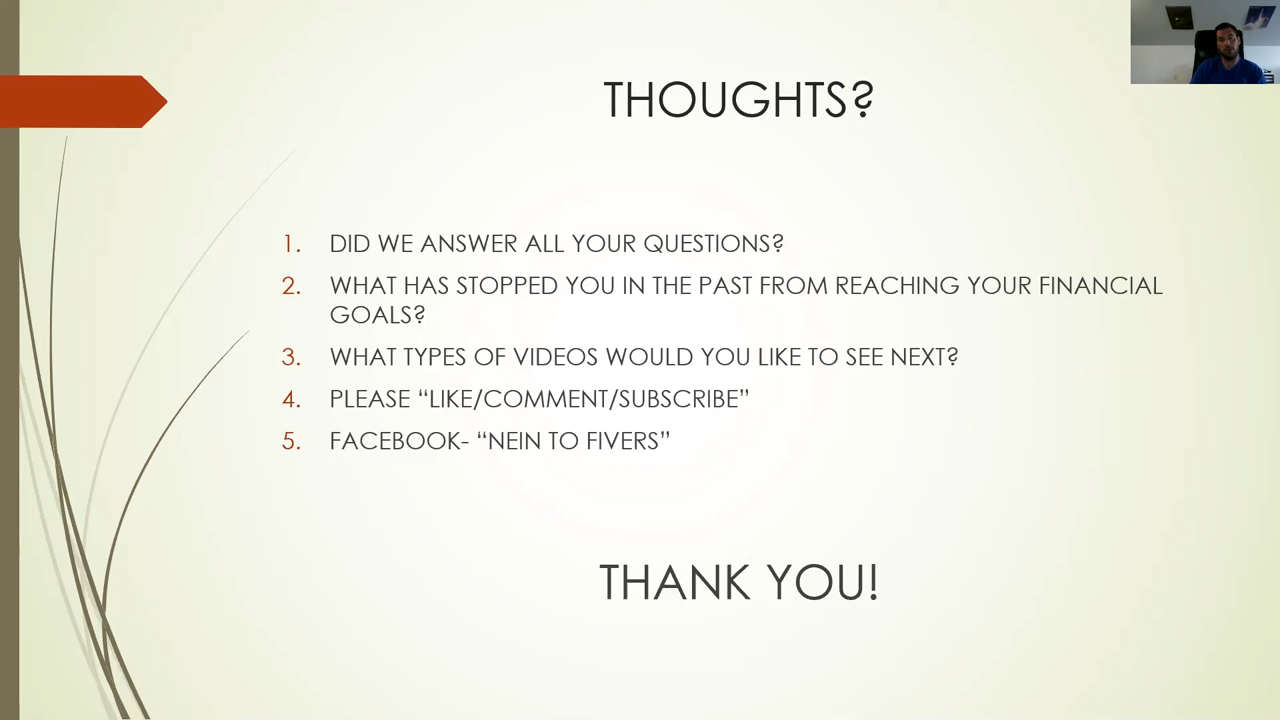 THOUGHTS?
1. DID WE ANSWER ALL YOUR QUESTIONS?
2. WHAT HAS STOPPED YOU IN THE PAST FROM REACHING YOUR FINANCIAL
GOALS?
3. WHAT TYPES OF VIDEOS WOULD YOU LIKE TO SEE NEXT?
4. PLEASE “LIKE/COMMENT/SUBSCRIBE”
5. FACEBOOK- “NEIN TO FIVERS”
THANK YOU!